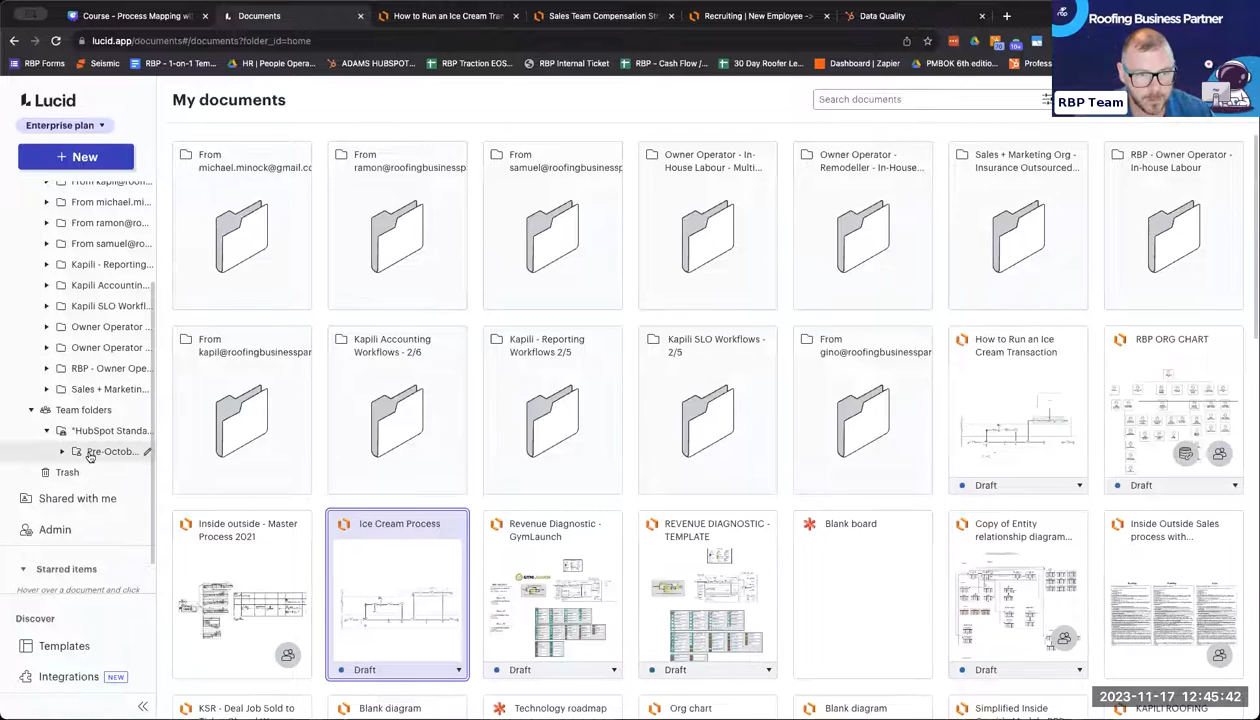 Course - Process Mapping wi
Documents
How to Run an Ice Cream Tra
Sales Team Compensation St
Recruiting | New Employee ->
Data Quality
lucid.app/documents#/documents?folder_id=home
RBP Forms
Seismic
RBP - 1-on-1 Tem...
HR | People Opera...
ADAMS HUBSPOT...
RBP Traction EOS...
RBP Internal Ticket
RBP - Cash Flow /...
30 Day Roofer Le...
Dashboard | Zapier
PMBOK 6th editio...
Profess
Roofing Business Partner
RBP Team
Lucid
Enterprise plan
+ New
From kapil@roofi...
From michael.mi...
From ramon@ro...
From samuel@ro...
Kapili - Reporting...
Kapili Accountin...
Kapili SLO Workfl...
Owner Operator ...
Owner Operator ...
RBP - Owner Ope...
Sales + Marketin...
Team folders
*HubSpot Standa...
Pre-Octob...
Trash
Shared with me
Admin
Starred items
Hover over a document and click
Discover
Templates
Integrations NEW
My documents
Search documents
From
michael.minock@gmail.cc
From
ramon@roofingbusinessp
From
samuel@roofingbusinessp
Owner Operator - In-
House Labour - Multi...
Owner Operator -
Remodeller - In-House...
Sales + Marketing Org -
Insurance Outsourced...
RBP - Owner Operator -
In-house Labour
From
kapil@roofingbusinesspar
Kapili Accounting
Workflows - 2/6
Kapili - Reporting
Workflows 2/5
Kapili SLO Workflows -
2/5
From
gino@roofingbusinesspar
How to Run an Ice
Cream Transaction
Draft
RBP ORG CHART
Draft
Inside outside - Master
Process 2021
Ice Cream Process
Draft
Revenue Diagnostic -
GymLaunch
Draft
REVENUE DIAGNOSTIC -
TEMPLATE
Draft
Blank board
Copy of Entity
relationship diagram...
Draft
Inside Outside Sales
process with...
KSR - Deal Job Sold to
Blank diagram
Technology roadmap
Org chart
Blank diagram
Simplified Inside
KAPILI ROOFING
2023-11-17 12:45:42